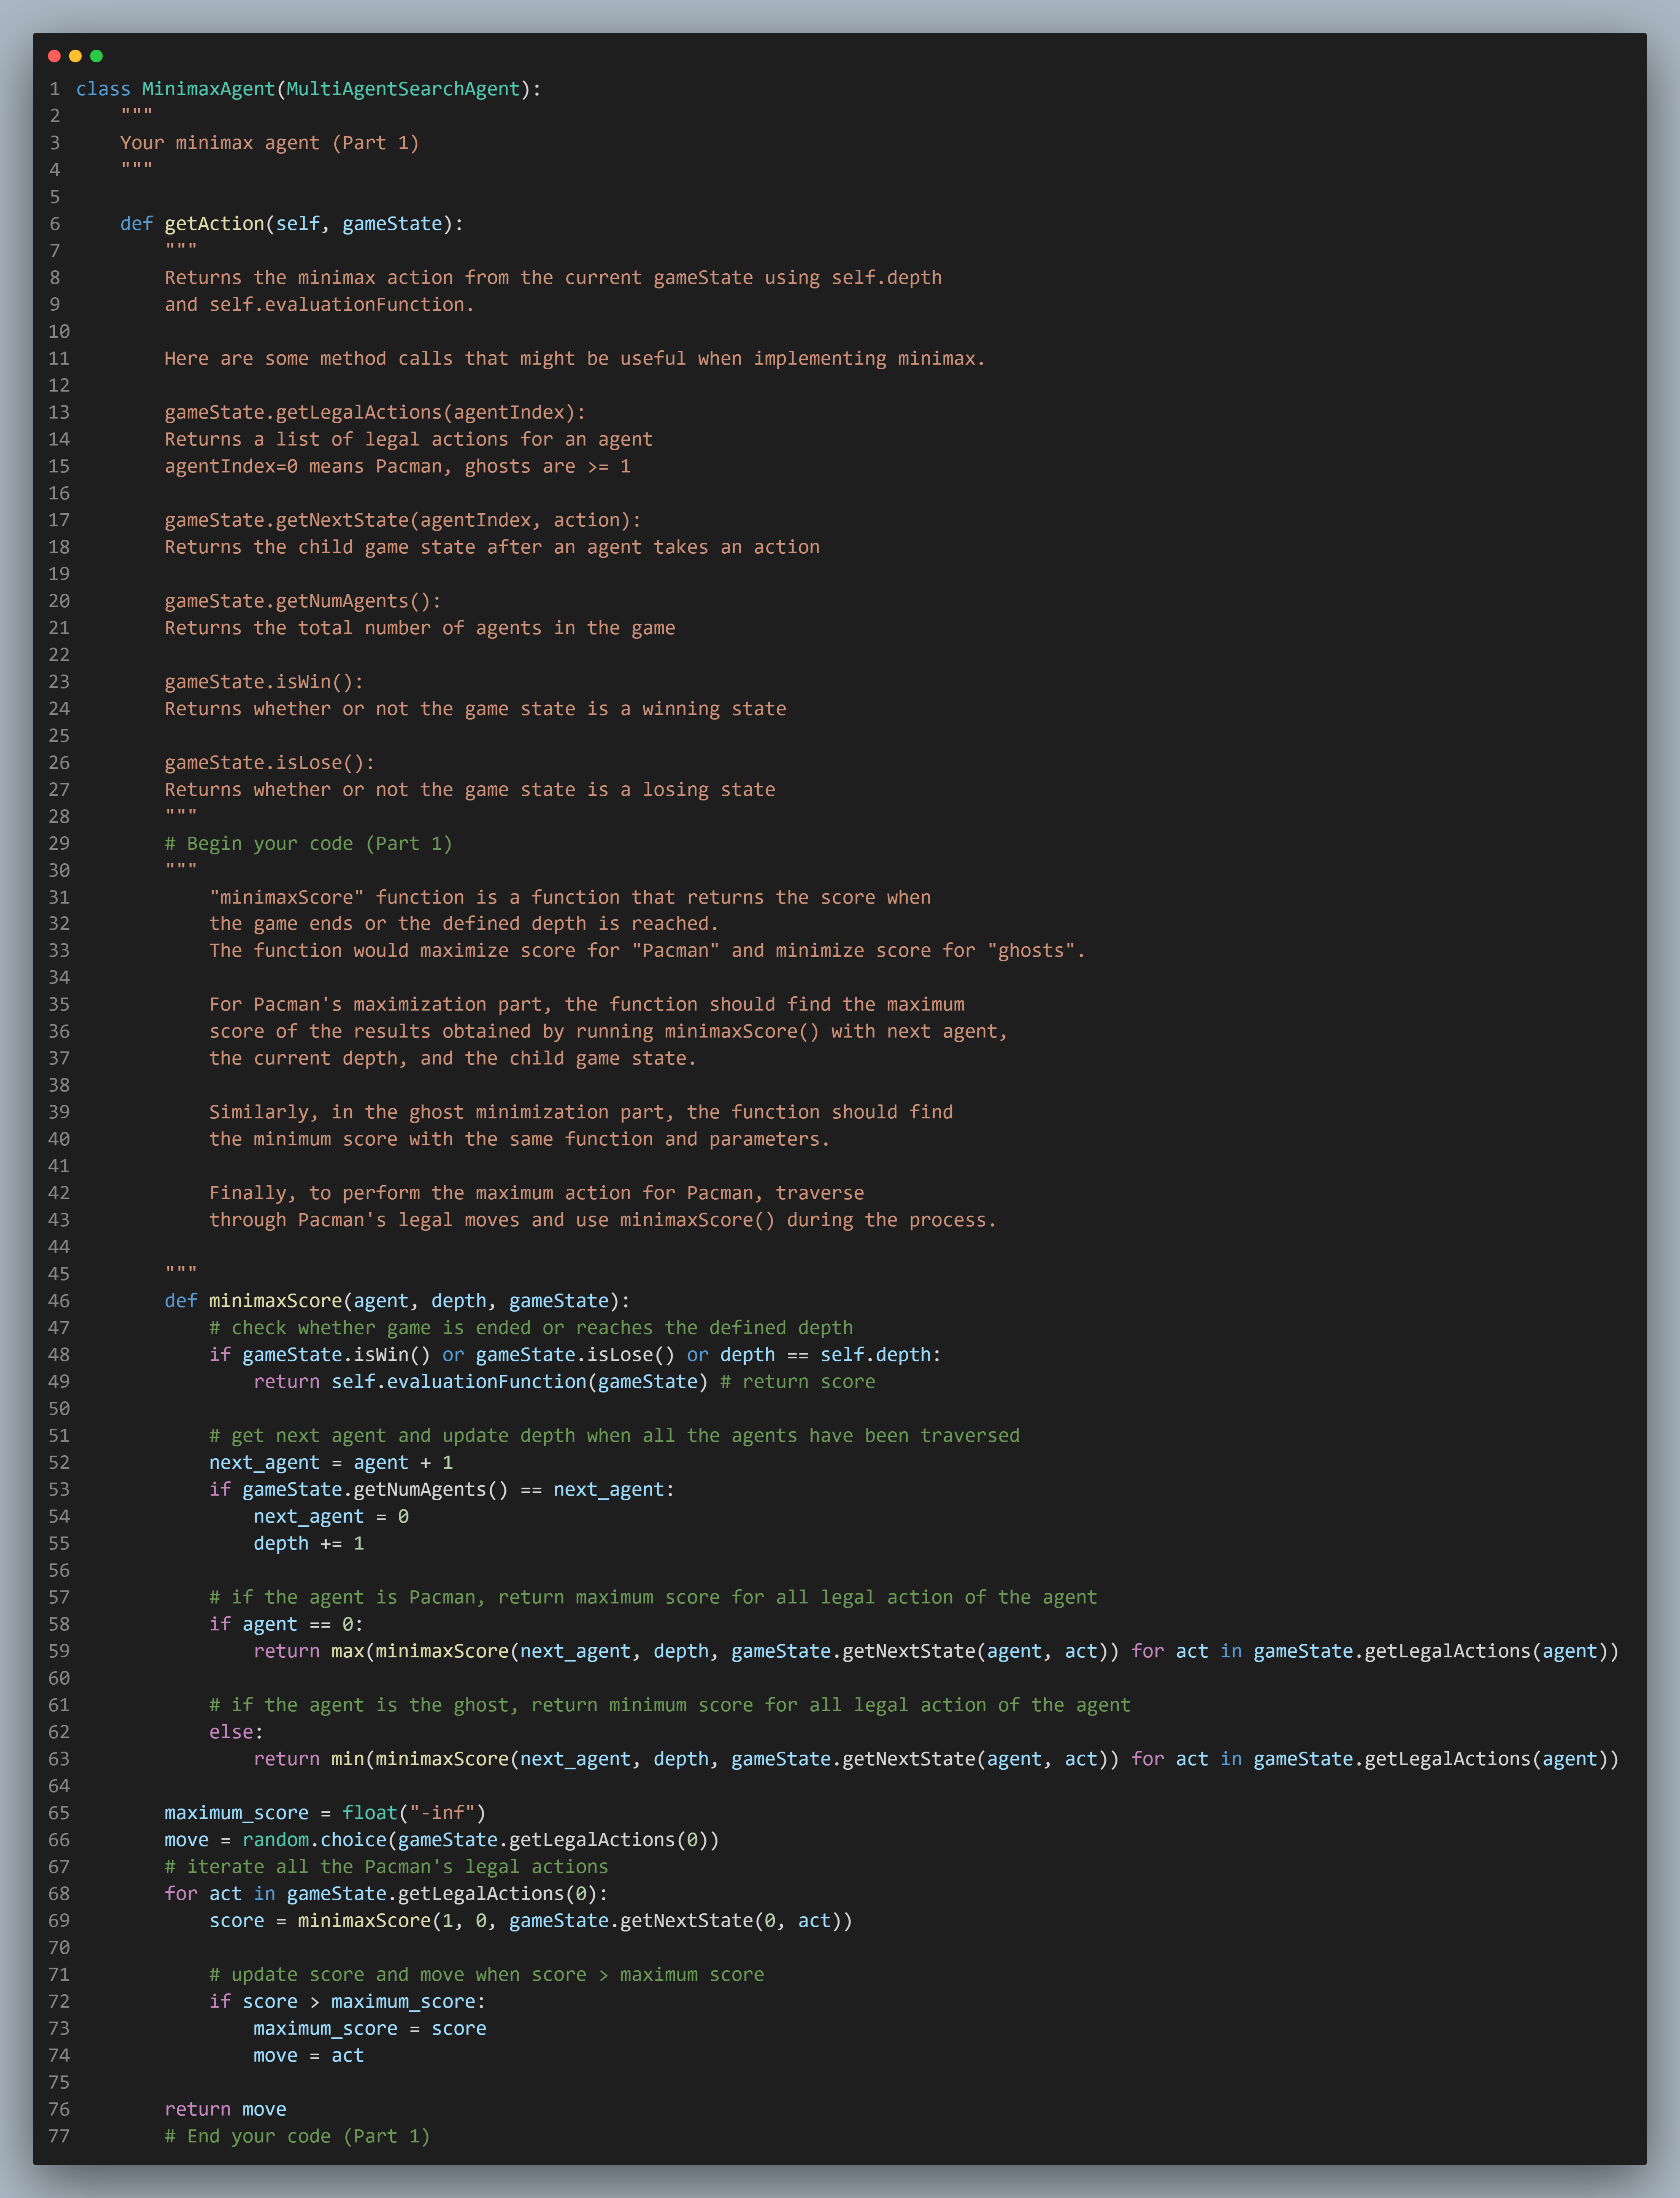 1 class MinimaxAgent(MultiAgentSearchAgent):
2     """
3     Your minimax agent (Part 1)
4     """
5
6     def getAction(self, gameState):
7         """
8         Returns the minimax action from the current gameState using self.depth
9         and self.evaluationFunction.
10
11         Here are some method calls that might be useful when implementing minimax.
12
13         gameState.getLegalActions(agentIndex):
14         Returns a list of legal actions for an agent
15         agentIndex=0 means Pacman, ghosts are >= 1
16
17         gameState.getNextState(agentIndex, action):
18         Returns the child game state after an agent takes an action
19
20         gameState.getNumAgents():
21         Returns the total number of agents in the game
22
23         gameState.isWin():
24         Returns whether or not the game state is a winning state
25
26         gameState.isLose():
27         Returns whether or not the game state is a losing state
28         """
29         # Begin your code (Part 1)
30         """
31             "minimaxScore" function is a function that returns the score when
32             the game ends or the defined depth is reached.
33             The function would maximize score for "Pacman" and minimize score for "ghosts".
34
35             For Pacman's maximization part, the function should find the maximum
36             score of the results obtained by running minimaxScore() with next agent,
37             the current depth, and the child game state.
38
39             Similarly, in the ghost minimization part, the function should find
40             the minimum score with the same function and parameters.
41
42             Finally, to perform the maximum action for Pacman, traverse
43             through Pacman's legal moves and use minimaxScore() during the process.
44
45         """
46         def minimaxScore(agent, depth, gameState):
47             # check whether game is ended or reaches the defined depth
48             if gameState.isWin() or gameState.isLose() or depth == self.depth:
49                 return self.evaluationFunction(gameState) # return score
50
51             # get next agent and update depth when all the agents have been traversed
52             next_agent = agent + 1
53             if gameState.getNumAgents() == next_agent:
54                 next_agent = 0
55                 depth += 1
56
57             # if the agent is Pacman, return maximum score for all legal action of the agent
58             if agent == 0:
59                 return max(minimaxScore(next_agent, depth, gameState.getNextState(agent, act)) for act in gameState.getLegalActions(agent))
60
61             # if the agent is the ghost, return minimum score for all legal action of the agent
62             else:
63                 return min(minimaxScore(next_agent, depth, gameState.getNextState(agent, act)) for act in gameState.getLegalActions(agent))
64
65         maximum_score = float("-inf")
66         move = random.choice(gameState.getLegalActions(0))
67         # iterate all the Pacman's legal actions
68         for act in gameState.getLegalActions(0):
69             score = minimaxScore(1, 0, gameState.getNextState(0, act))
70
71             # update score and move when score > maximum score
72             if score > maximum_score:
73                 maximum_score = score
74                 move = act
75
76         return move
77         # End your code (Part 1)